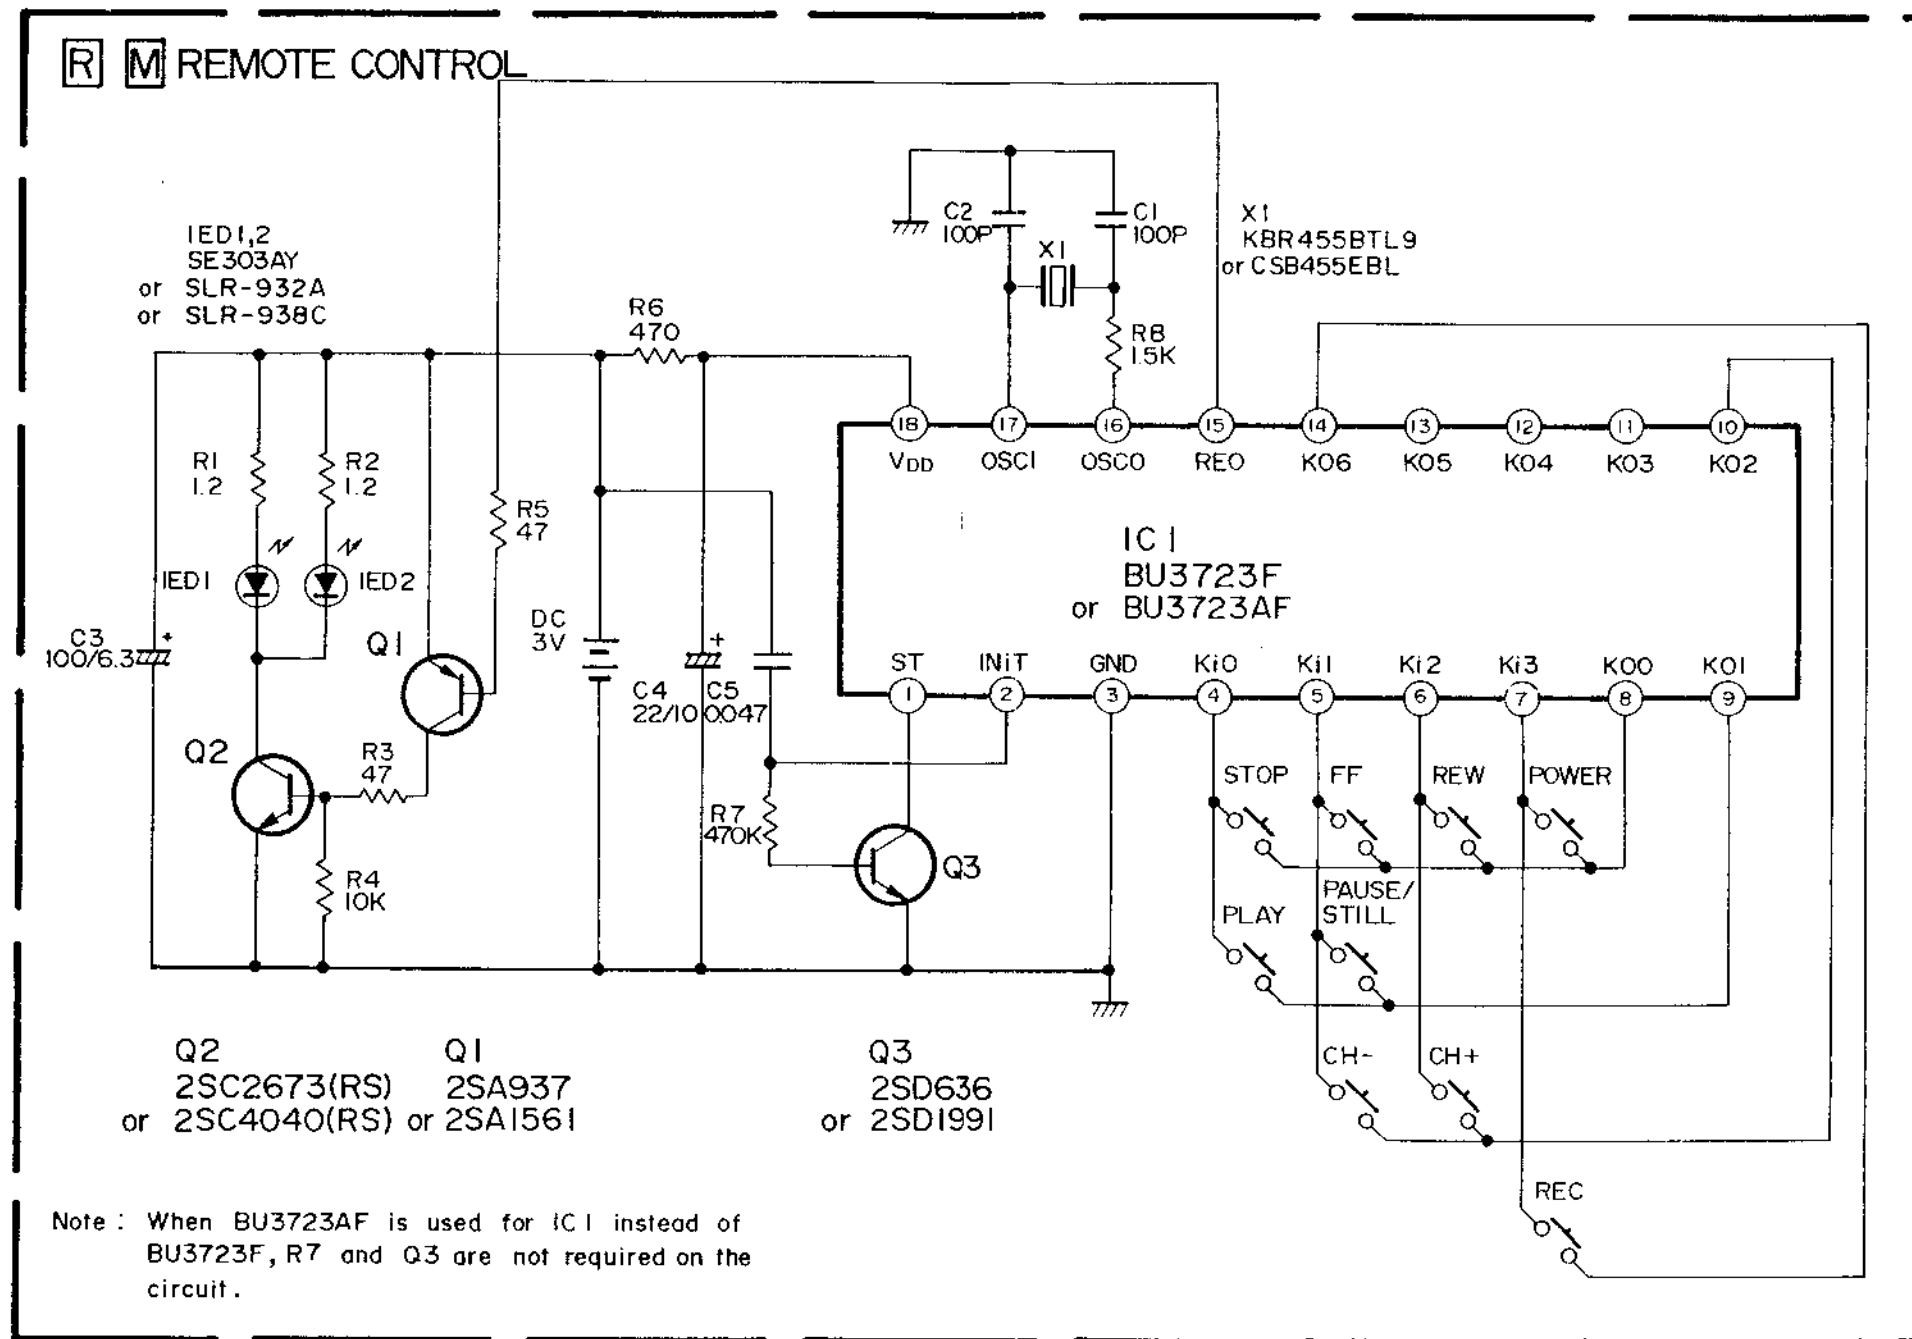 R M REMOTE CONTROL
IED1,2
SE303AY
or SLR-932A
or SLR-938C
C2
100P
C1
100P
X1
X1
KBR455BTL9
or CSB455EBL
R6
470
R8
1.5K
R1
1.2
R2
1.2
R5
47
18 17 16 15 14 13 12 11 10
VDD OSCI OSCO REO KO6 KO5 KO4 KO3 KO2
IC1
BU3723F
or BU3723AF
IED1
IED2
C3
100/6.3
+
Q1
DC
3V
+
C4
22/10
C5
0.0047
ST INiT GND Ki0 Ki1 Ki2 Ki3 KO0 KO1
1 2 3 4 5 6 7 8 9
Q2
R3
47
R4
10K
R7
470K
Q3
STOP FF REW POWER
PLAY
PAUSE/
STILL
CH- CH+
REC
Q2
2SC2673(RS)
or 2SC4040(RS)
Q1
2SA937
or 2SA1561
Q3
2SD636
or 2SD1991
Note : When BU3723AF is used for IC1 instead of
BU3723F, R7 and Q3 are not required on the
circuit.